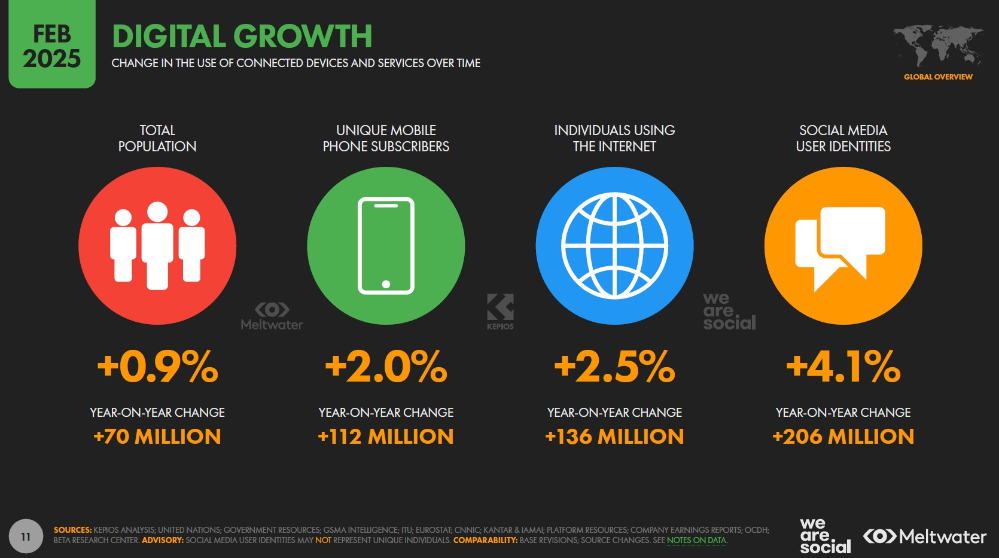 FEB
2025
DIGITAL GROWTH
CHANGE IN THE USE OF CONNECTED DEVICES AND SERVICES OVER TIME
GLOBAL OVERVIEW
TOTAL
POPULATION
UNIQUE MOBILE
PHONE SUBSCRIBERS
INDIVIDUALS USING
THE INTERNET
SOCIAL MEDIA
USER IDENTITIES
Meltwater
KEPIOS
we
are
social
+0.9%
+2.0%
+2.5%
+4.1%
YEAR-ON-YEAR CHANGE
+70 MILLION
YEAR-ON-YEAR CHANGE
+112 MILLION
YEAR-ON-YEAR CHANGE
+136 MILLION
YEAR-ON-YEAR CHANGE
+206 MILLION
11
SOURCES: KEPIOS ANALYSIS; UNITED NATIONS; GOVERNMENT RESOURCES; GSMA INTELLIGENCE; ITU; EUROSTAT; CNNIC; KANTAR & IAMAI; PLATFORM RESOURCES; COMPANY EARNINGS REPORTS; OCDH;
BETA RESEARCH CENTER. ADVISORY: SOCIAL MEDIA USER IDENTITIES MAY NOT REPRESENT UNIQUE INDIVIDUALS. COMPARABILITY: BASE REVISIONS; SOURCE CHANGES. SEE NOTES ON DATA.
we
are
social
Meltwater